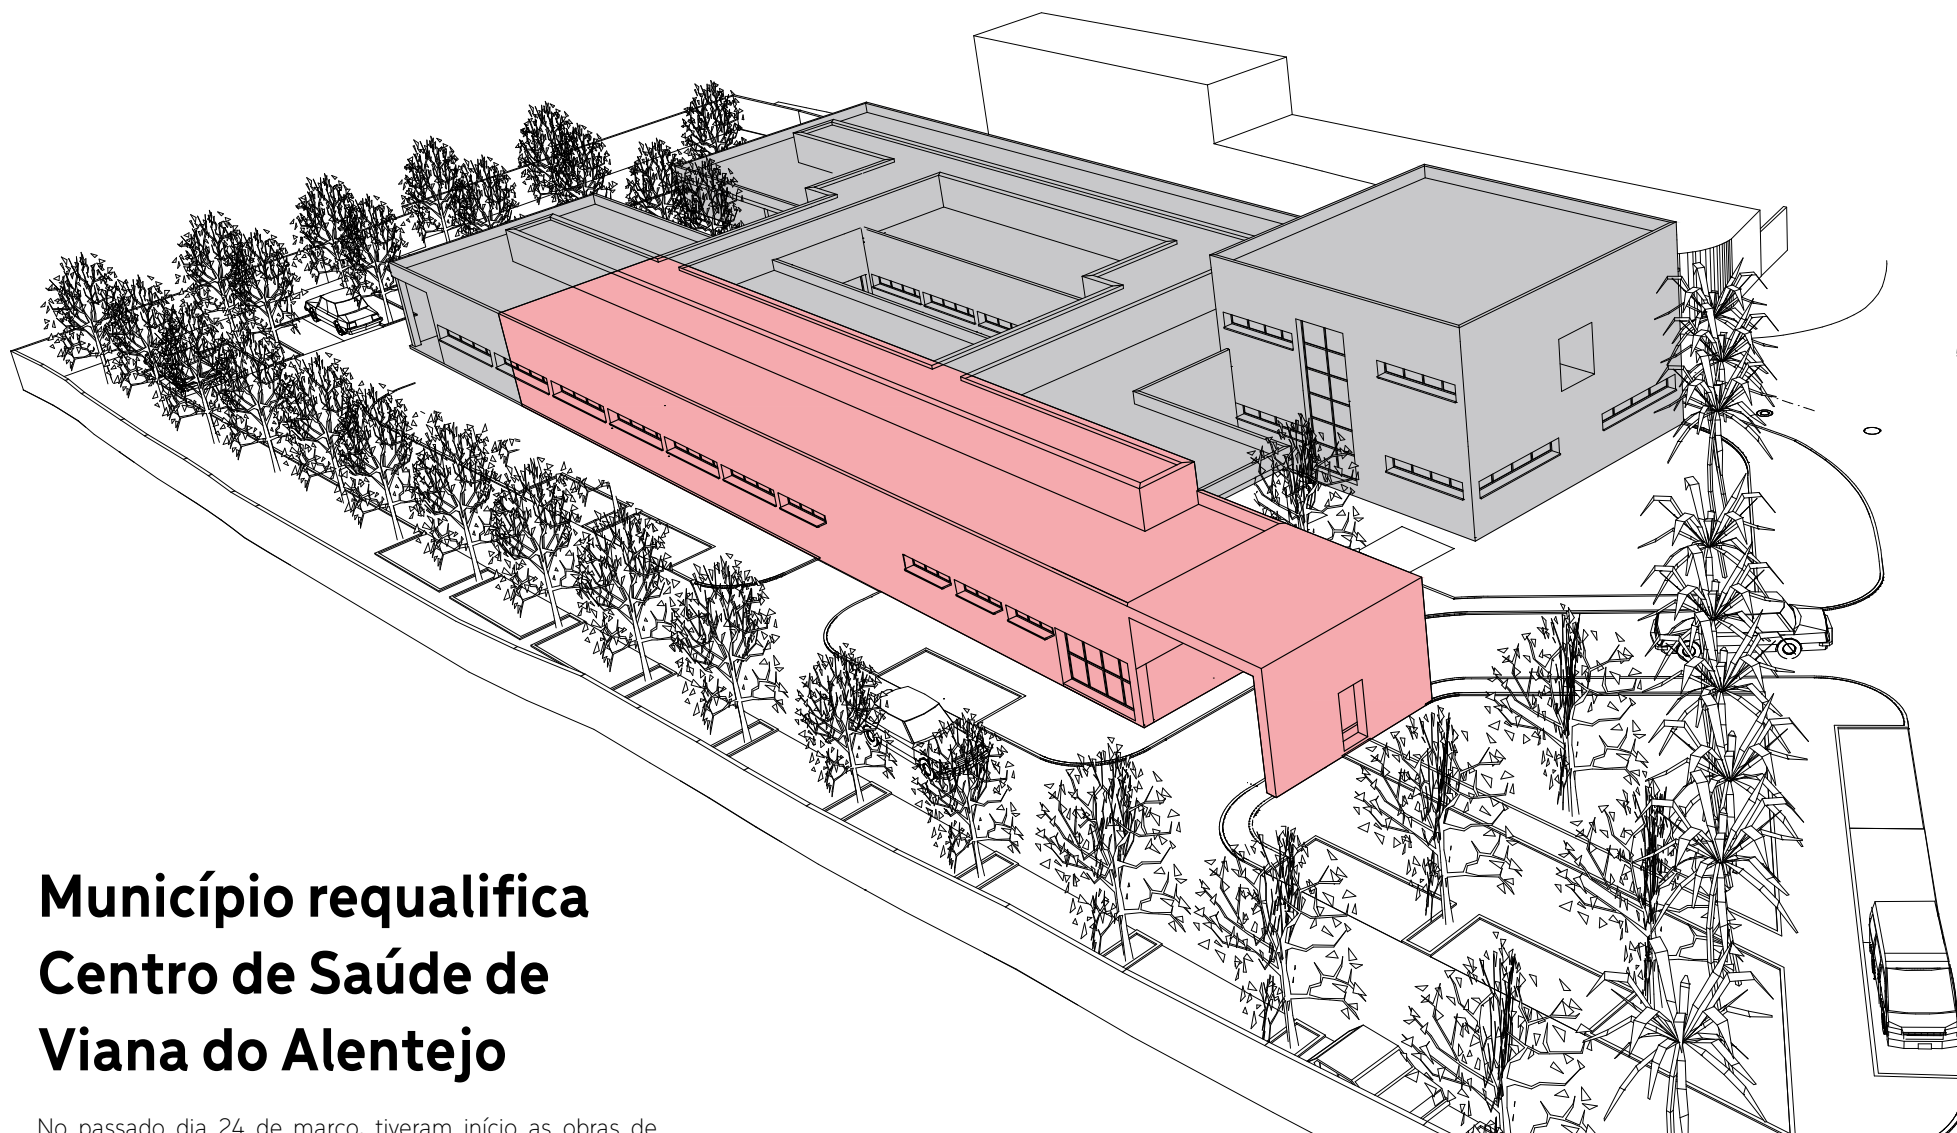 Município requalifica
Centro de Saúde de
Viana do Alentejo
No passado dia 24 de março, tiveram início as obras de